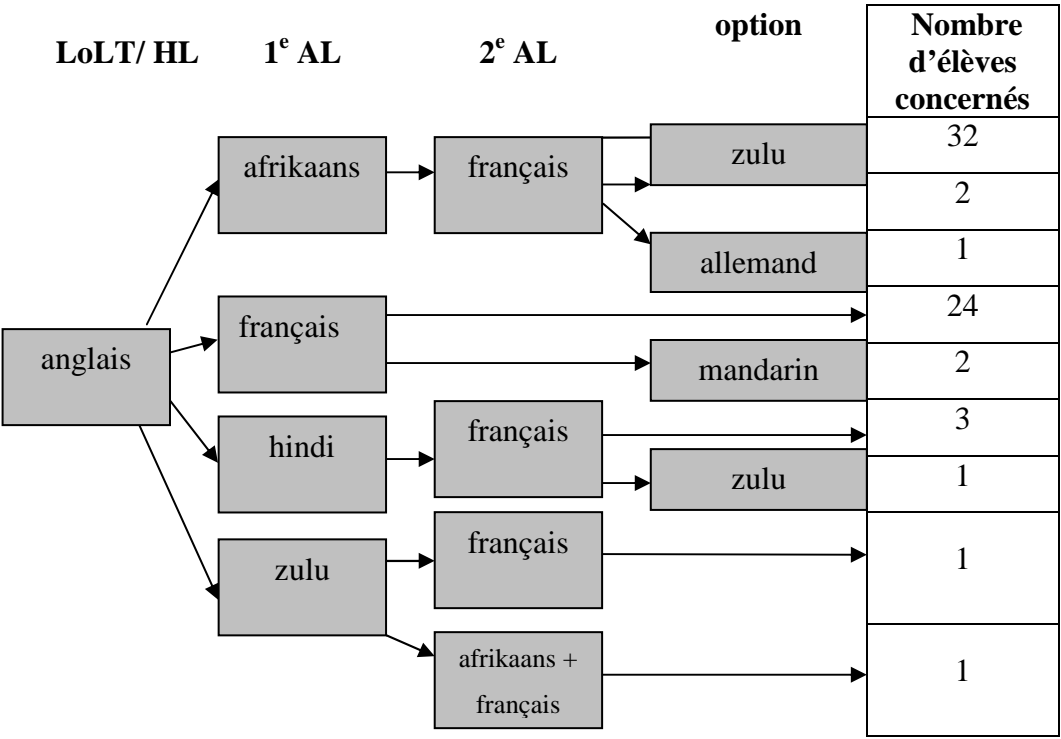 LoLT/ HL 1e AL 2e AL option Nombre
d'élèves
concernés
afrikaans français zulu 32
2
allemand 1
anglais français 24
mandarin 2
hindi français 3
zulu 1
zulu français 1
afrikaans + 1
français